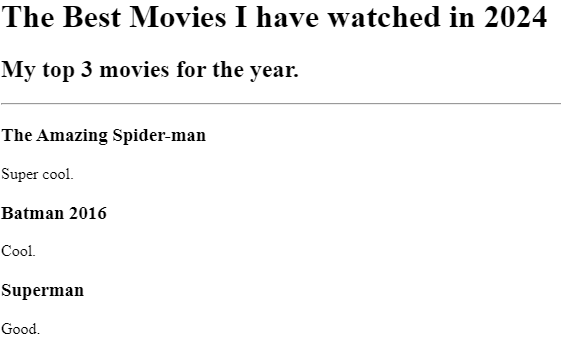 The Best Movies I have watched in 2024
My top 3 movies for the year.
The Amazing Spider-man
Super cool.
Batman 2016
Cool.
Superman
Good.